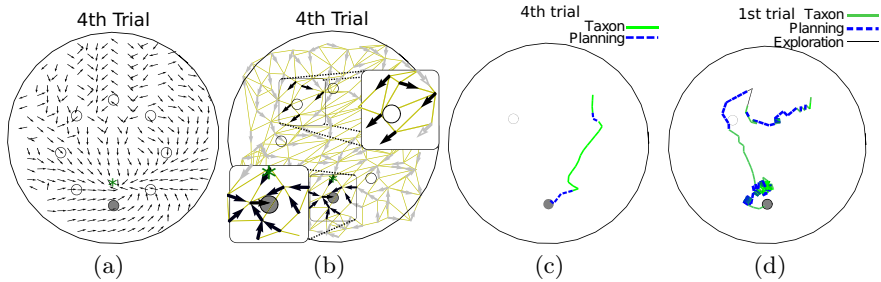 4th Trial
4th Trial
4th trial
Taxon
Planning
1st trial
Taxon
Planning
Exploration
(a)
(b)
(c)
(d)